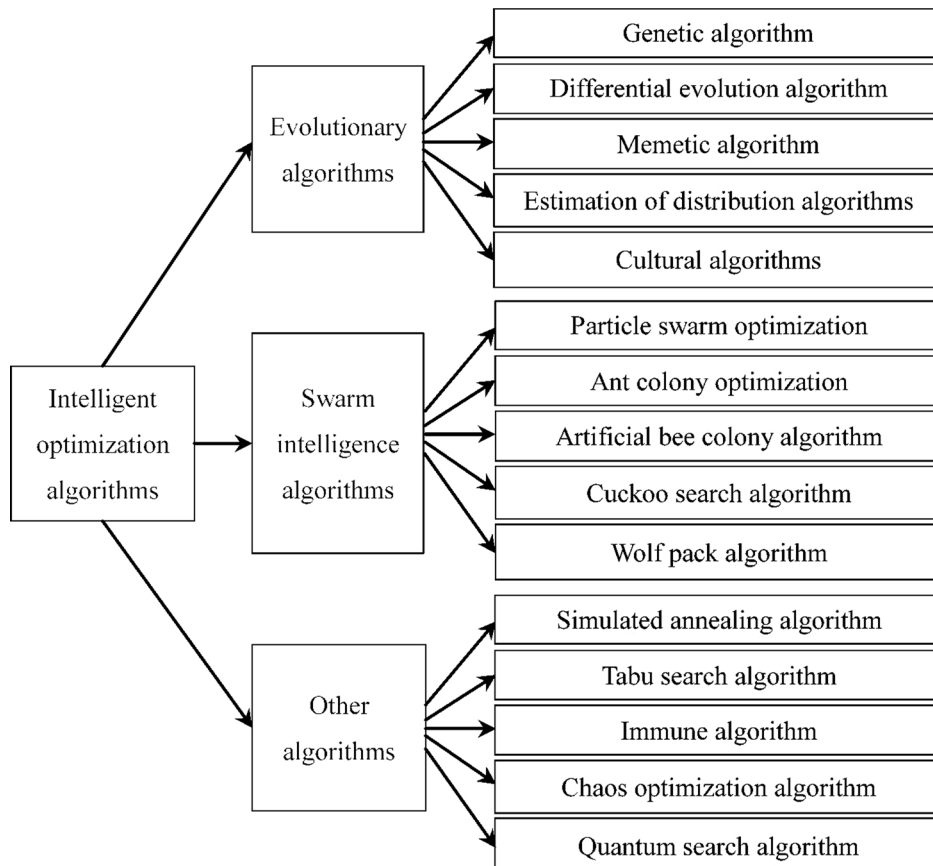 Genetic algorithm
Differential evolution algorithm
Evolutionary
algorithms
Memetic algorithm
Estimation of distribution algorithms
Cultural algorithms
Particle swarm optimization
Ant colony optimization
Intelligent
optimization
algorithms
Swarm
intelligence
algorithms
Artificial bee colony algorithm
Cuckoo search algorithm
Wolf pack algorithm
Simulated annealing algorithm
Tabu search algorithm
Other
algorithms
Immune algorithm
Chaos optimization algorithm
Quantum search algorithm